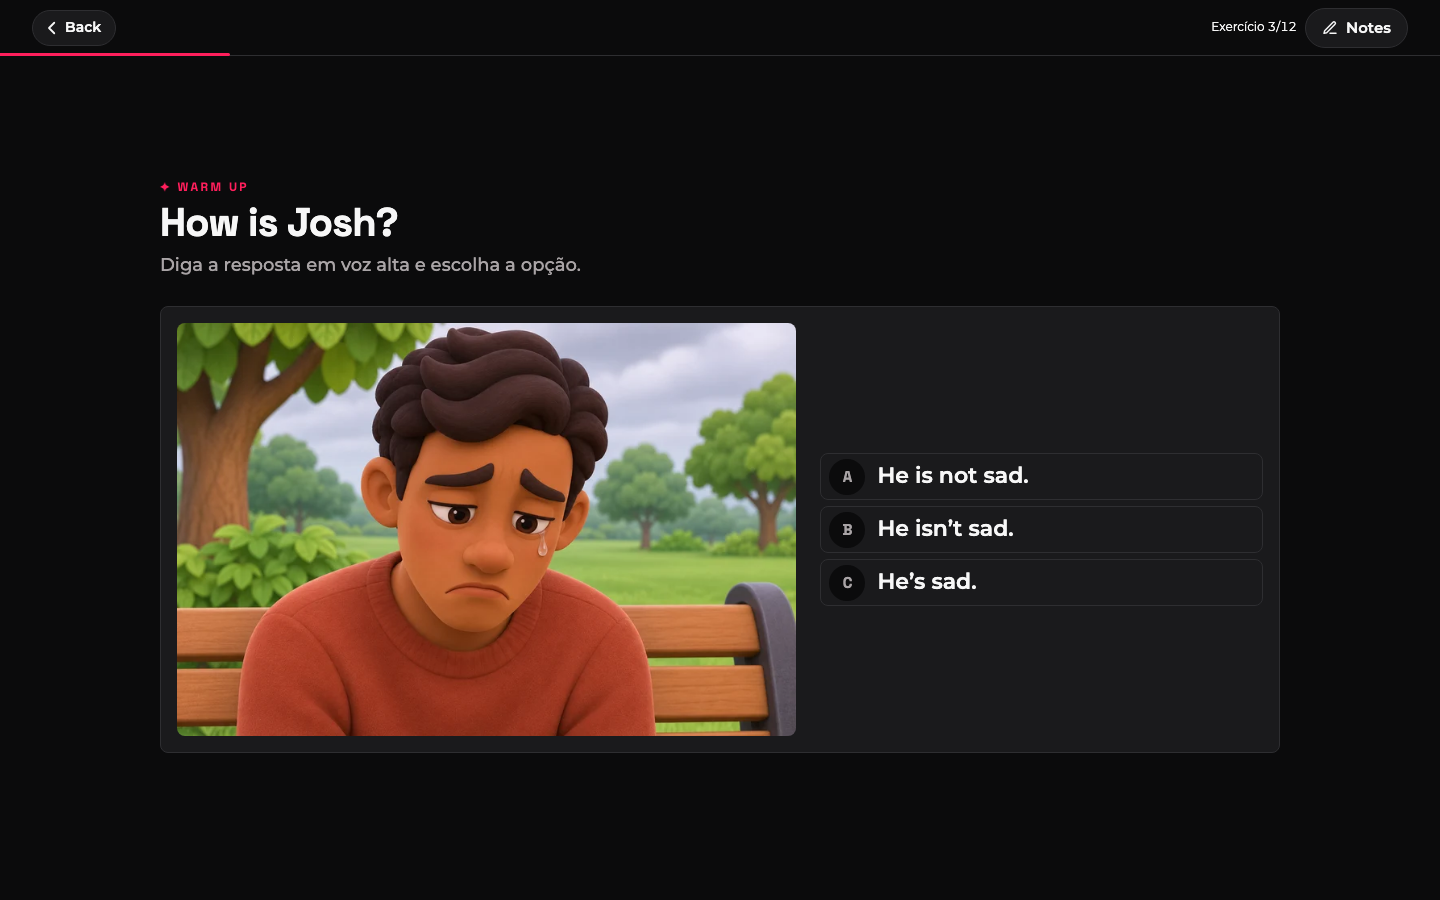 Back
Exercício 3/12
Notes
WARM UP
How is Josh?
Diga a resposta em voz alta e escolha a opção.
A He is not sad.
B He isn’t sad.
C He’s sad.